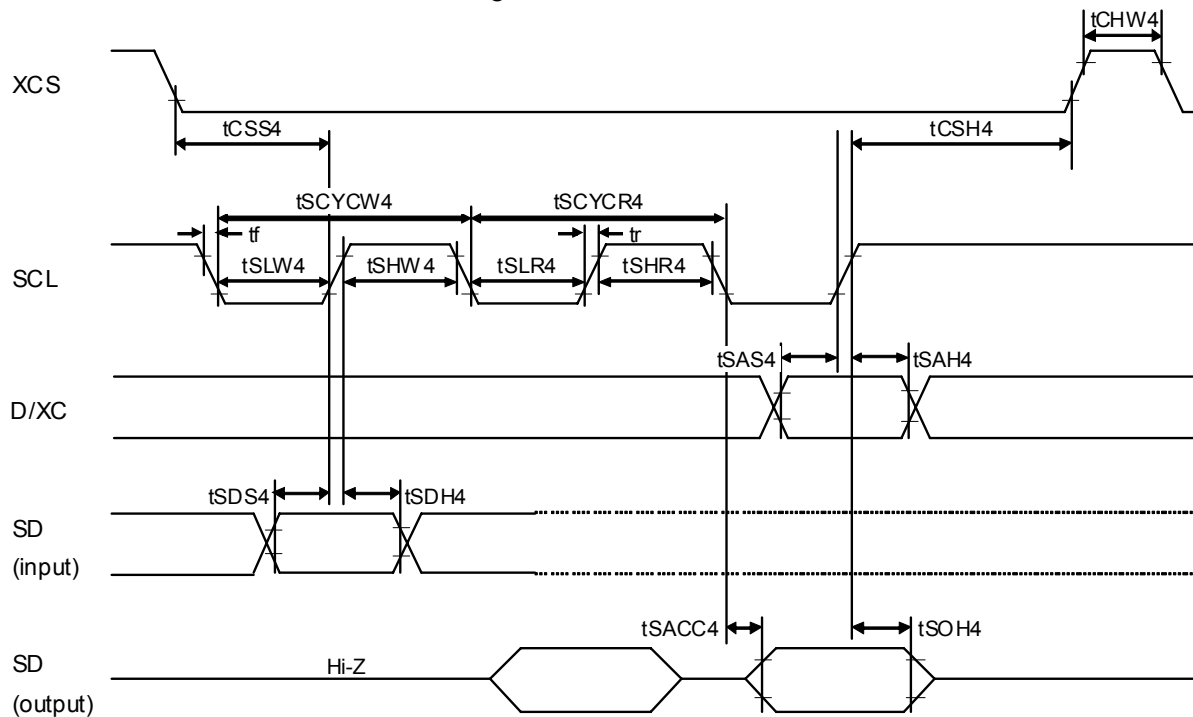 tCHW4
XCS
tCSS4
tCSH4
tSCYCW4
tSCYCR4
tf
tr
SCL
tSLW4
tSHW4
tSLR4
tSHR4
tSAS4
tSAH4
D/XC
tSDS4
tSDH4
SD
(input)
tSACC4
tSOH4
SD
Hi-Z
(output)